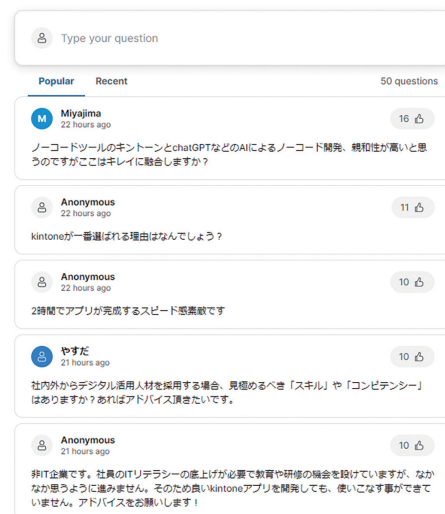 Type your question
Popular Recent 50 questions
M Miyajima
22 hours ago
16
ノーコードツールのキントーンとchatGPTなどのAIによるノーコード開発、親和性が高いと思
うのですがここはキレイに融合しますか？
Anonymous
22 hours ago
11
kintoneが一番選ばれる理由はなんでしょう？
Anonymous
22 hours ago
10
2時間でアプリが完成するスピード感素敵です
やすだ
21 hours ago
10
社内外からデジタル活用人材を採用する場合、見極めるべき「スキル」や「コンピテンシー」
はありますか？あればアドバイス頂きたいです。
Anonymous
21 hours ago
10
非IT企業です。社員のITリテラシーの底上げが必要で教育や研修の機会を設けていますが、なか
なか思うように進みません。そのため良いkintoneアプリを開発しても、使いこなす事ができて
いません。アドバイスをお願いします！